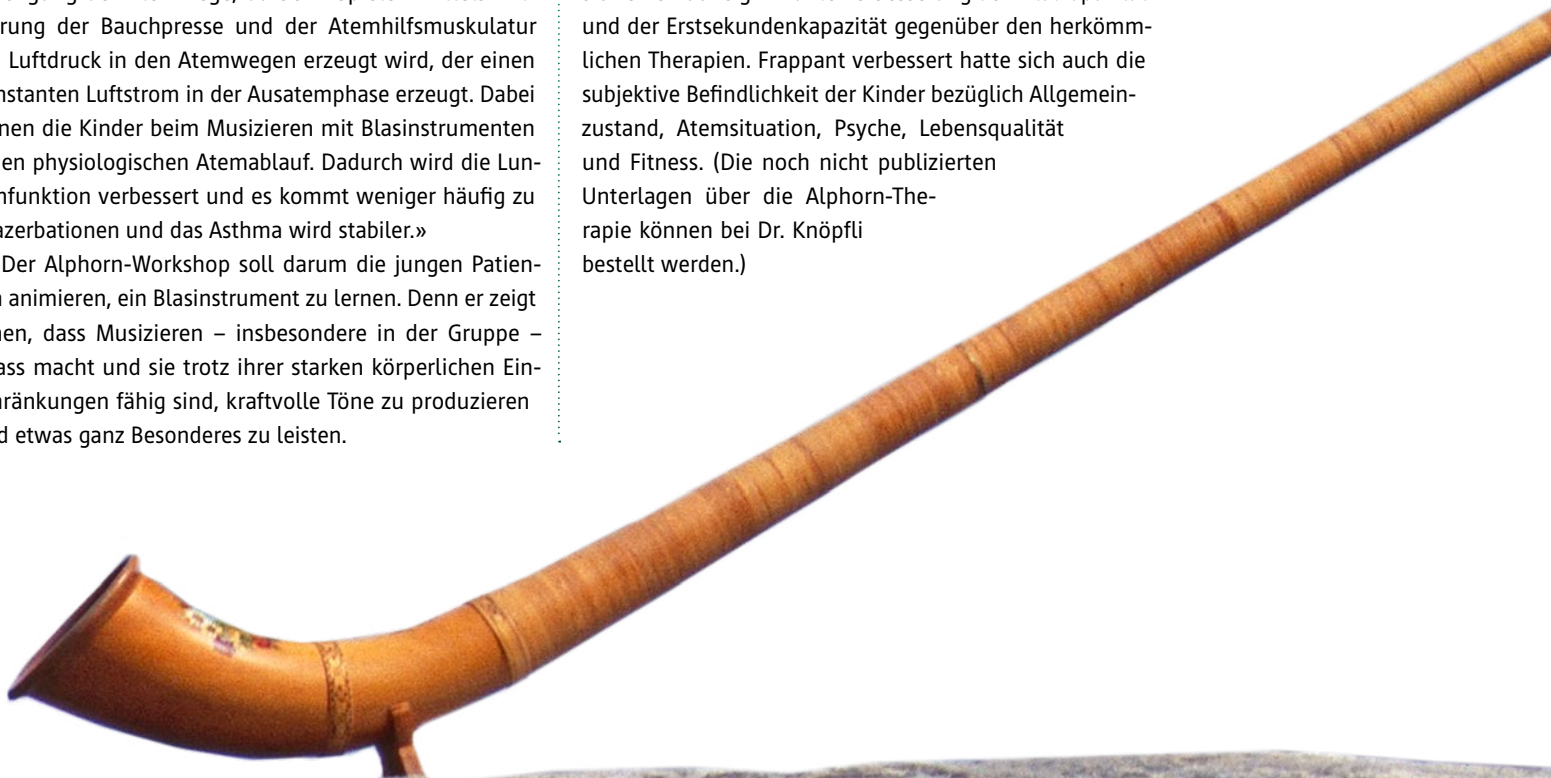 rung der Bauchpresse und der Atemhilfsmuskulatur
Luftdruck in den Atemwegen erzeugt wird, der einen
nstanten Luftstrom in der Ausatemphase erzeugt. Dabei
nen die Kinder beim Musizieren mit Blasinstrumenten
en physiologischen Atemablauf. Dadurch wird die Lun-
nfunktion verbessert und es kommt weniger häufig zu
azerbationen und das Asthma wird stabiler.»
Der Alphorn-Workshop soll darum die jungen Patien-
n animieren, ein Blasinstrument zu lernen. Denn er zeigt
nen, dass Musizieren – insbesondere in der Gruppe –
ass macht und sie trotz ihrer starken körperlichen Ein-
hränkungen fähig sind, kraftvolle Töne zu produzieren
d etwas ganz Besonderes zu leisten.
und der Erstsekundenkapazität gegenüber den herkömm-
lichen Therapien. Frappant verbessert hatte sich auch die
subjektive Befindlichkeit der Kinder bezüglich Allgemein-
zustand, Atemsituation, Psyche, Lebensqualität
und Fitness. (Die noch nicht publizierten
Unterlagen über die Alphorn-The-
rapie können bei Dr. Knöpfli
bestellt werden.)